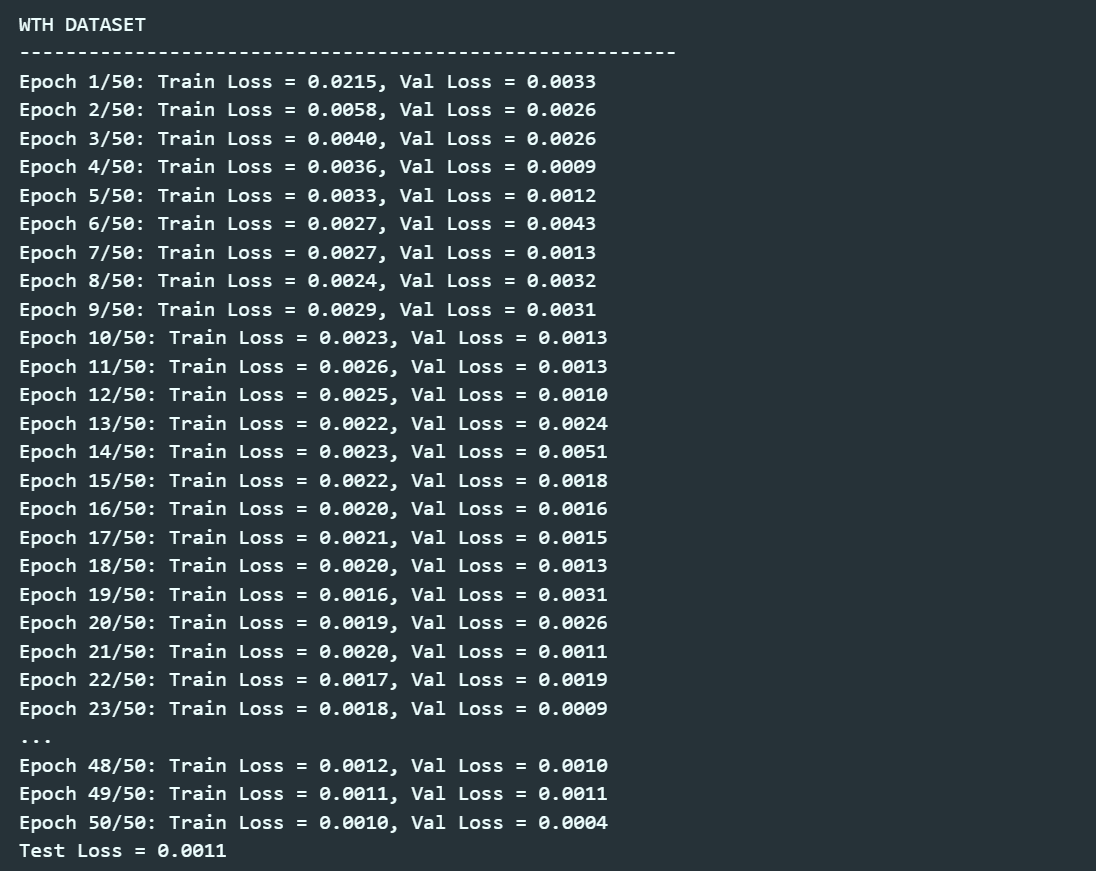 WTH DATASET
---------------------------------------------------------
Epoch 1/50: Train Loss = 0.0215, Val Loss = 0.0033
Epoch 2/50: Train Loss = 0.0058, Val Loss = 0.0026
Epoch 3/50: Train Loss = 0.0040, Val Loss = 0.0026
Epoch 4/50: Train Loss = 0.0036, Val Loss = 0.0009
Epoch 5/50: Train Loss = 0.0033, Val Loss = 0.0012
Epoch 6/50: Train Loss = 0.0027, Val Loss = 0.0043
Epoch 7/50: Train Loss = 0.0027, Val Loss = 0.0013
Epoch 8/50: Train Loss = 0.0024, Val Loss = 0.0032
Epoch 9/50: Train Loss = 0.0029, Val Loss = 0.0031
Epoch 10/50: Train Loss = 0.0023, Val Loss = 0.0013
Epoch 11/50: Train Loss = 0.0026, Val Loss = 0.0013
Epoch 12/50: Train Loss = 0.0025, Val Loss = 0.0010
Epoch 13/50: Train Loss = 0.0022, Val Loss = 0.0024
Epoch 14/50: Train Loss = 0.0023, Val Loss = 0.0051
Epoch 15/50: Train Loss = 0.0022, Val Loss = 0.0018
Epoch 16/50: Train Loss = 0.0020, Val Loss = 0.0016
Epoch 17/50: Train Loss = 0.0021, Val Loss = 0.0015
Epoch 18/50: Train Loss = 0.0020, Val Loss = 0.0013
Epoch 19/50: Train Loss = 0.0016, Val Loss = 0.0031
Epoch 20/50: Train Loss = 0.0019, Val Loss = 0.0026
Epoch 21/50: Train Loss = 0.0020, Val Loss = 0.0011
Epoch 22/50: Train Loss = 0.0017, Val Loss = 0.0019
Epoch 23/50: Train Loss = 0.0018, Val Loss = 0.0009
...
Epoch 48/50: Train Loss = 0.0012, Val Loss = 0.0010
Epoch 49/50: Train Loss = 0.0011, Val Loss = 0.0011
Epoch 50/50: Train Loss = 0.0010, Val Loss = 0.0004
Test Loss = 0.0011